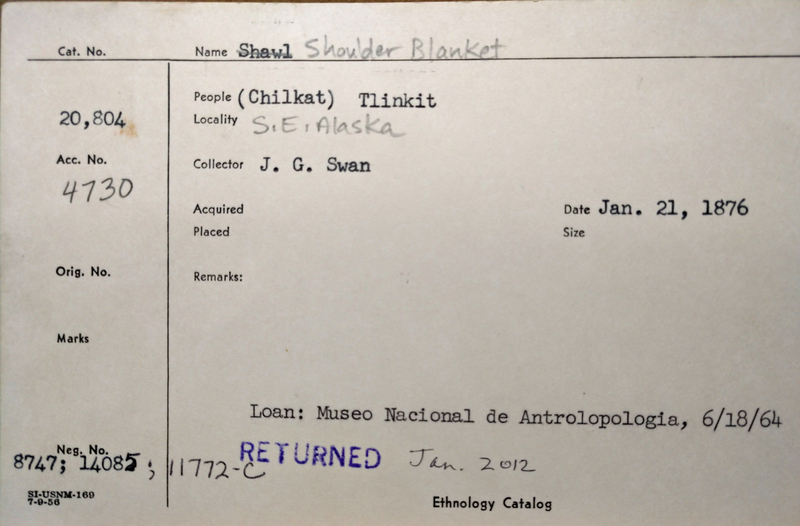 Cat. No. Name Shawl Shoulder Blanket
20,804 People (Chilkat) Tlinkit
Locality S.E. Alaska
Acc. No. Collector J. G. Swan
4730
Acquired Date Jan. 21, 1876
Placed Size
Orig. No. Remarks:
Marks
Loan: Museo Nacional de Antrolopologia, 6/18/64
Neg. No. RETURNED Jan. 2012
8747; 14085; 11772-C
SI-USNM-169
7-9-56
Ethnology Catalog